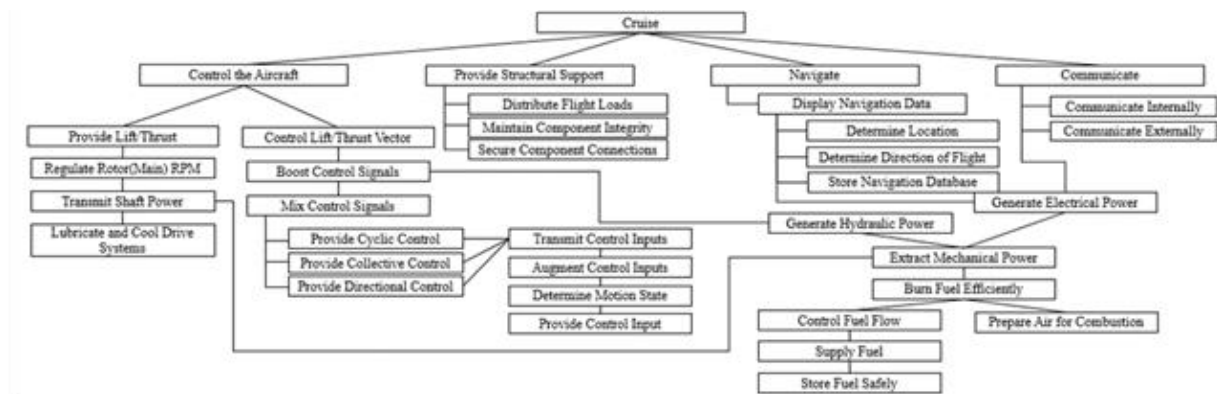 Cruise
Control the Aircraft
Provide Structural Support
Navigate
Communicate
Distribute Flight Loads
Maintain Component Integrity
Secure Component Connections
Display Navigation Data
Determine Location
Determine Direction of Flight
Store Navigation Database
Communicate Internally
Communicate Externally
Provide Lift/Thrust
Regulate Rotor(Main) RPM
Transmit Shaft Power
Lubricate and Cool Drive
Systems
Control Lift/Thrust Vector
Boost Control Signals
Mix Control Signals
Provide Cyclic Control
Provide Collective Control
Provide Directional Control
Transmit Control Inputs
Augment Control Inputs
Determine Motion State
Provide Control Input
Generate Electrical Power
Generate Hydraulic Power
Extract Mechanical Power
Burn Fuel Efficiently
Control Fuel Flow
Prepare Air for Combustion
Supply Fuel
Store Fuel Safely